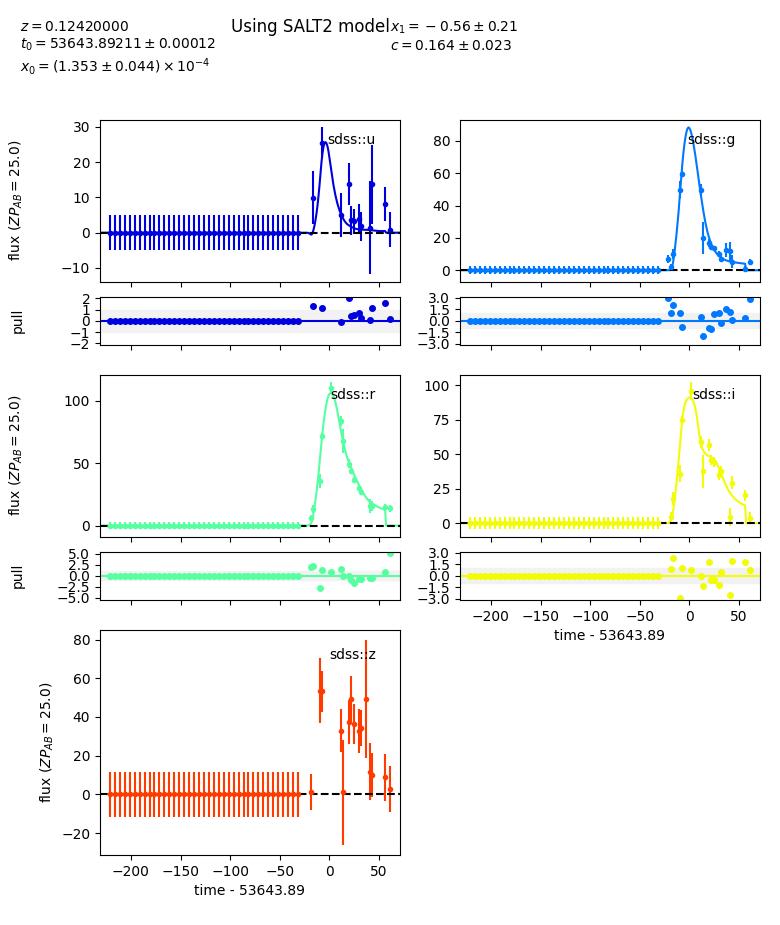 Using SALT2 model
z = 0.12420000
t₀ = 53643.89211 ± 0.00012
x₀ = (1.353 ± 0.044) × 10⁻⁴
x₁ = −0.56 ± 0.21
c = 0.164 ± 0.023
sdss::u
flux (ZP_AB = 25.0)
30
20
10
0
−10
sdss::g
80
60
40
20
0
pull
2
1
0
−1
−2
3.0
1.5
0.0
−1.5
−3.0
sdss::r
flux (ZP_AB = 25.0)
100
50
0
sdss::i
100
75
50
25
0
pull
5.0
2.5
0.0
−2.5
−5.0
3.0
1.5
0.0
−1.5
−3.0
−200 −150 −100 −50 0 50
time - 53643.89
sdss::z
flux (ZP_AB = 25.0)
80
60
40
20
0
−20
−200 −150 −100 −50 0 50
time - 53643.89